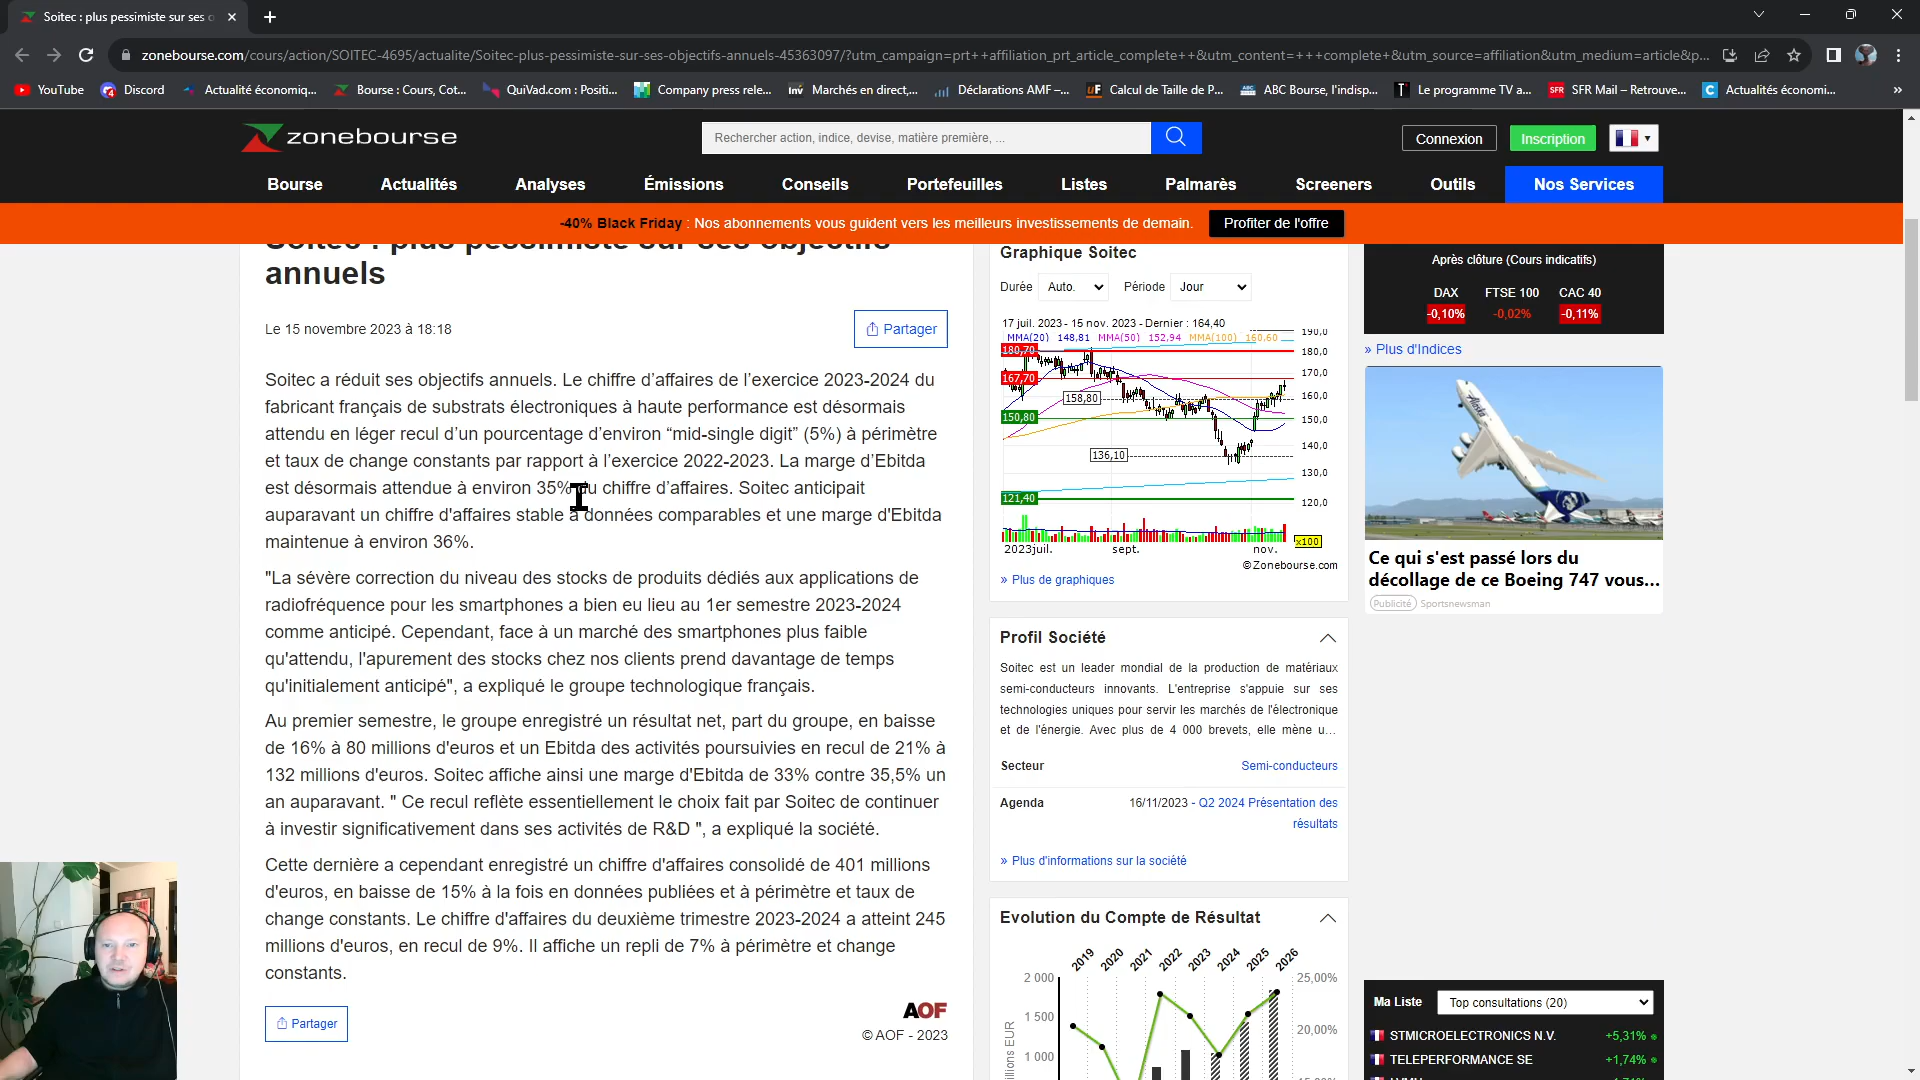 Soitec : plus pessimiste sur ses o
zonebourse.com/cours/action/SOITEC-4695/actualite/Soitec-plus-pessimiste-sur-ses-objectifs-annuels-45363097/?utm_campaign=prt++affiliation_prt_article_complete++&utm_content=+++complete+&utm_source=affiliation&utm_medium=article&p...
YouTube
Discord
Actualité économiq...
Bourse : Cours, Cot...
QuiVad.com : Positi...
Company press rele...
Marchés en direct,...
Déclarations AMF –...
Calcul de Taille de P...
ABC Bourse, l'indisp...
Le programme TV a...
SFR Mail – Retrouve...
Actualités économi...
»
zonebourse
Rechercher action, indice, devise, matière première, ...
Connexion
Inscription
Bourse
Actualités
Analyses
Émissions
Conseils
Portefeuilles
Listes
Palmarès
Screeners
Outils
Nos Services
-40% Black Friday : Nos abonnements vous guident vers les meilleurs investissements de demain.
Profiter de l'offre
Soitec : plus pessimiste sur ses objectifs
annuels
Le 15 novembre 2023 à 18:18
Partager
Soitec a réduit ses objectifs annuels. Le chiffre d’affaires de l’exercice 2023-2024 du
fabricant français de substrats électroniques à haute performance est désormais
attendu en léger recul d’un pourcentage d’environ “mid-single digit” (5%) à périmètre
et taux de change constants par rapport à l’exercice 2022-2023. La marge d’Ebitda
est désormais attendue à environ 35% du chiffre d’affaires. Soitec anticipait
auparavant un chiffre d'affaires stable à données comparables et une marge d'Ebitda
maintenue à environ 36%.
"La sévère correction du niveau des stocks de produits dédiés aux applications de
radiofréquence pour les smartphones a bien eu lieu au 1er semestre 2023-2024
comme anticipé. Cependant, face à un marché des smartphones plus faible
qu'attendu, l'apurement des stocks chez nos clients prend davantage de temps
qu'initialement anticipé", a expliqué le groupe technologique français.
Au premier semestre, le groupe enregistré un résultat net, part du groupe, en baisse
de 16% à 80 millions d'euros et un Ebitda des activités poursuivies en recul de 21% à
132 millions d'euros. Soitec affiche ainsi une marge d'Ebitda de 33% contre 35,5% un
an auparavant. " Ce recul reflète essentiellement le choix fait par Soitec de continuer
à investir significativement dans ses activités de R&D ", a expliqué la société.
Cette dernière a cependant enregistré un chiffre d'affaires consolidé de 401 millions
d'euros, en baisse de 15% à la fois en données publiées et à périmètre et taux de
change constants. Le chiffre d'affaires du deuxième trimestre 2023-2024 a atteint 245
millions d'euros, en recul de 9%. Il affiche un repli de 7% à périmètre et change
constants.
Partager
AOF
© AOF - 2023
Graphique Soitec
Durée
Auto.
Période
Jour
17 juil. 2023 - 15 nov. 2023 - Dernier : 164,40
MMA(20) 148,81 MMA(50) 152,94 MMA(100) 160,60
180,70
167,70
158,80
150,80
136,10
121,40
190,0
180,0
170,0
160,0
150,0
140,0
130,0
120,0
x100
2023juil.
sept.
nov.
©Zonebourse.com
» Plus de graphiques
Profil Société
Soitec est un leader mondial de la production de matériaux
semi-conducteurs innovants. L'entreprise s'appuie sur ses
technologies uniques pour servir les marchés de l'électronique
et de l'énergie. Avec plus de 4 000 brevets, elle mène u...
Secteur
Semi-conducteurs
Agenda
16/11/2023 - Q2 2024 Présentation des
résultats
» Plus d'informations sur la société
Evolution du Compte de Résultat
2019
2020
2021
2022
2023
2024
2025
2026
2 000
1 500
1 000
25,00%
20,00%
Après clôture (Cours indicatifs)
DAX
FTSE 100
CAC 40
-0,10%
-0,02%
-0,11%
» Plus d'Indices
Alaska
Ce qui s'est passé lors du
décollage de ce Boeing 747 vous...
Publicité
Sportsnewsman
Ma Liste
Top consultations (20)
STMICROELECTRONICS N.V.
+5,31%
TELEPERFORMANCE SE
+1,74%